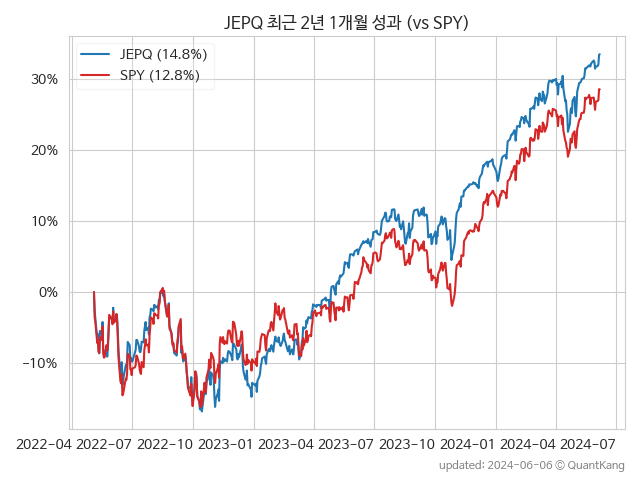 JEPQ 최근 2년 1개월 성과 (vs SPY)
JEPQ (14.8%)
SPY (12.8%)
30%
20%
10%
0%
−10%
2022-04 2022-07 2022-10 2023-01 2023-04 2023-07 2023-10 2024-01 2024-04 2024-07
updated: 2024-06-06 © QuantKang